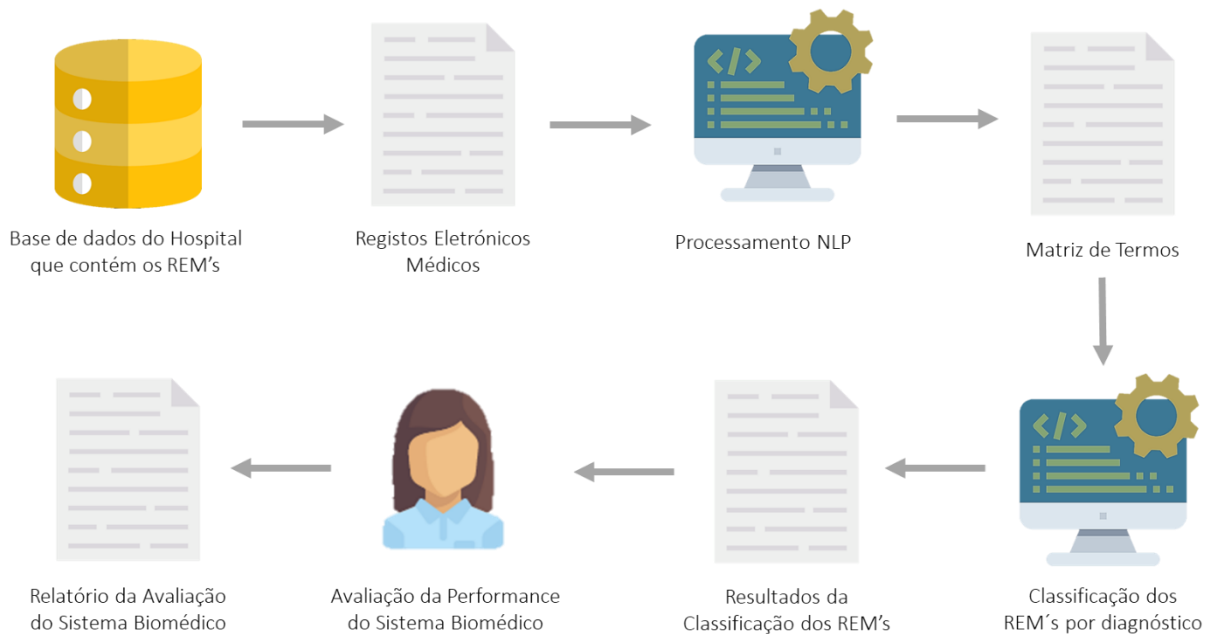 </>
Base de dados do Hospital
que contém os REM's
Registos Eletrónicos
Médicos
Processamento NLP
Matriz de Termos
</>
Relatório da Avaliação
do Sistema Biomédico
Avaliação da Performance
do Sistema Biomédico
Resultados da
Classificação dos REM's
Classificação dos
REM´s por diagnóstico